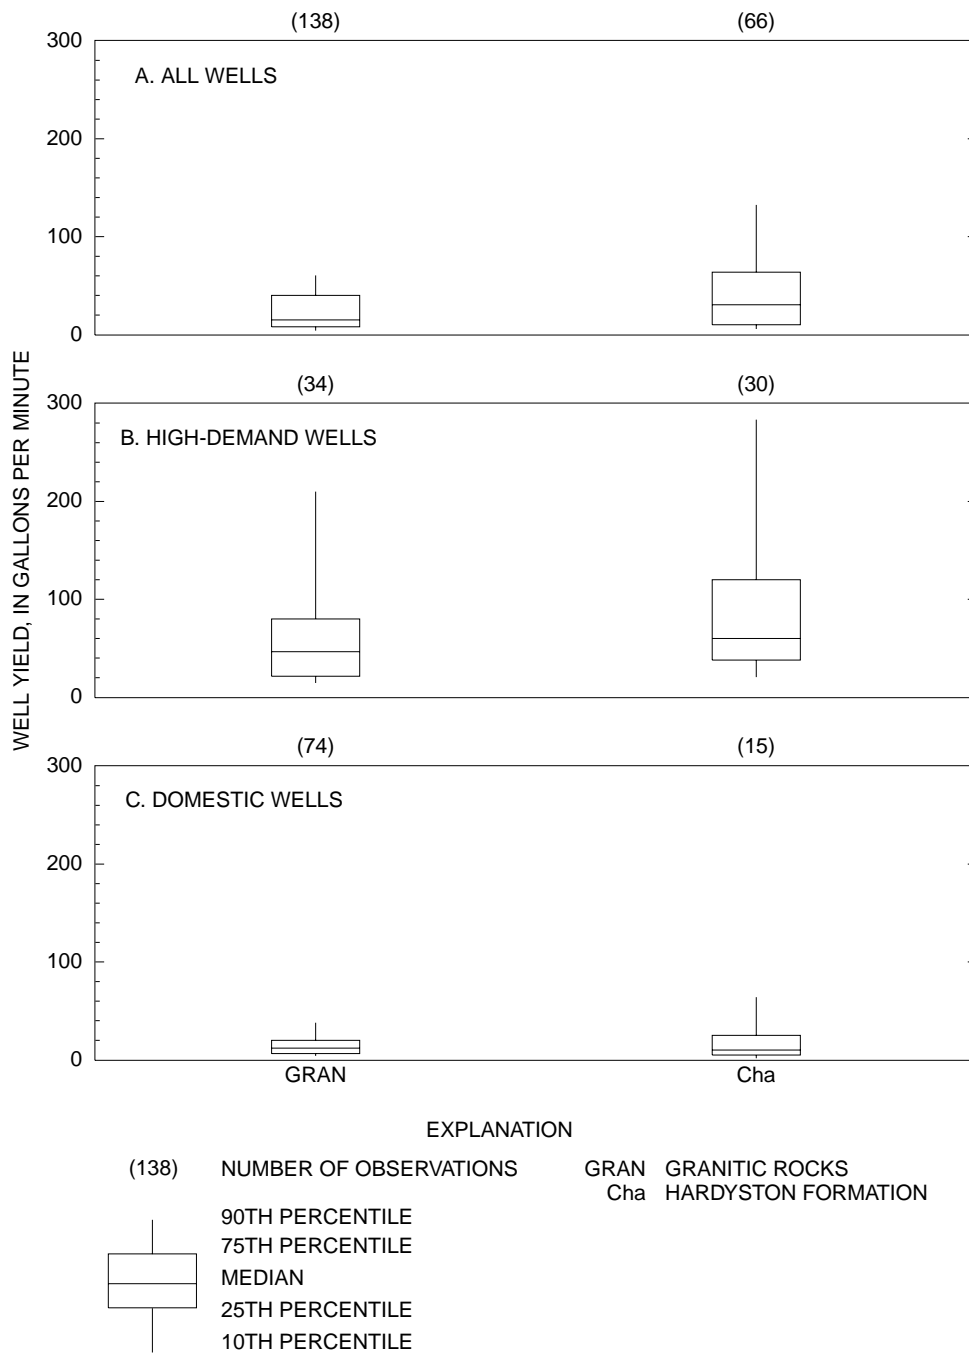 (138) (66)
300
A. ALL WELLS
200
100
0
(34) (30)
300
B. HIGH-DEMAND WELLS
200
100
0
WELL YIELD, IN GALLONS PER MINUTE
(74) (15)
300
C. DOMESTIC WELLS
200
100
0
GRAN Cha
EXPLANATION
(138) NUMBER OF OBSERVATIONS GRAN GRANITIC ROCKS
Cha HARDYSTON FORMATION
90TH PERCENTILE
75TH PERCENTILE
MEDIAN
25TH PERCENTILE
10TH PERCENTILE